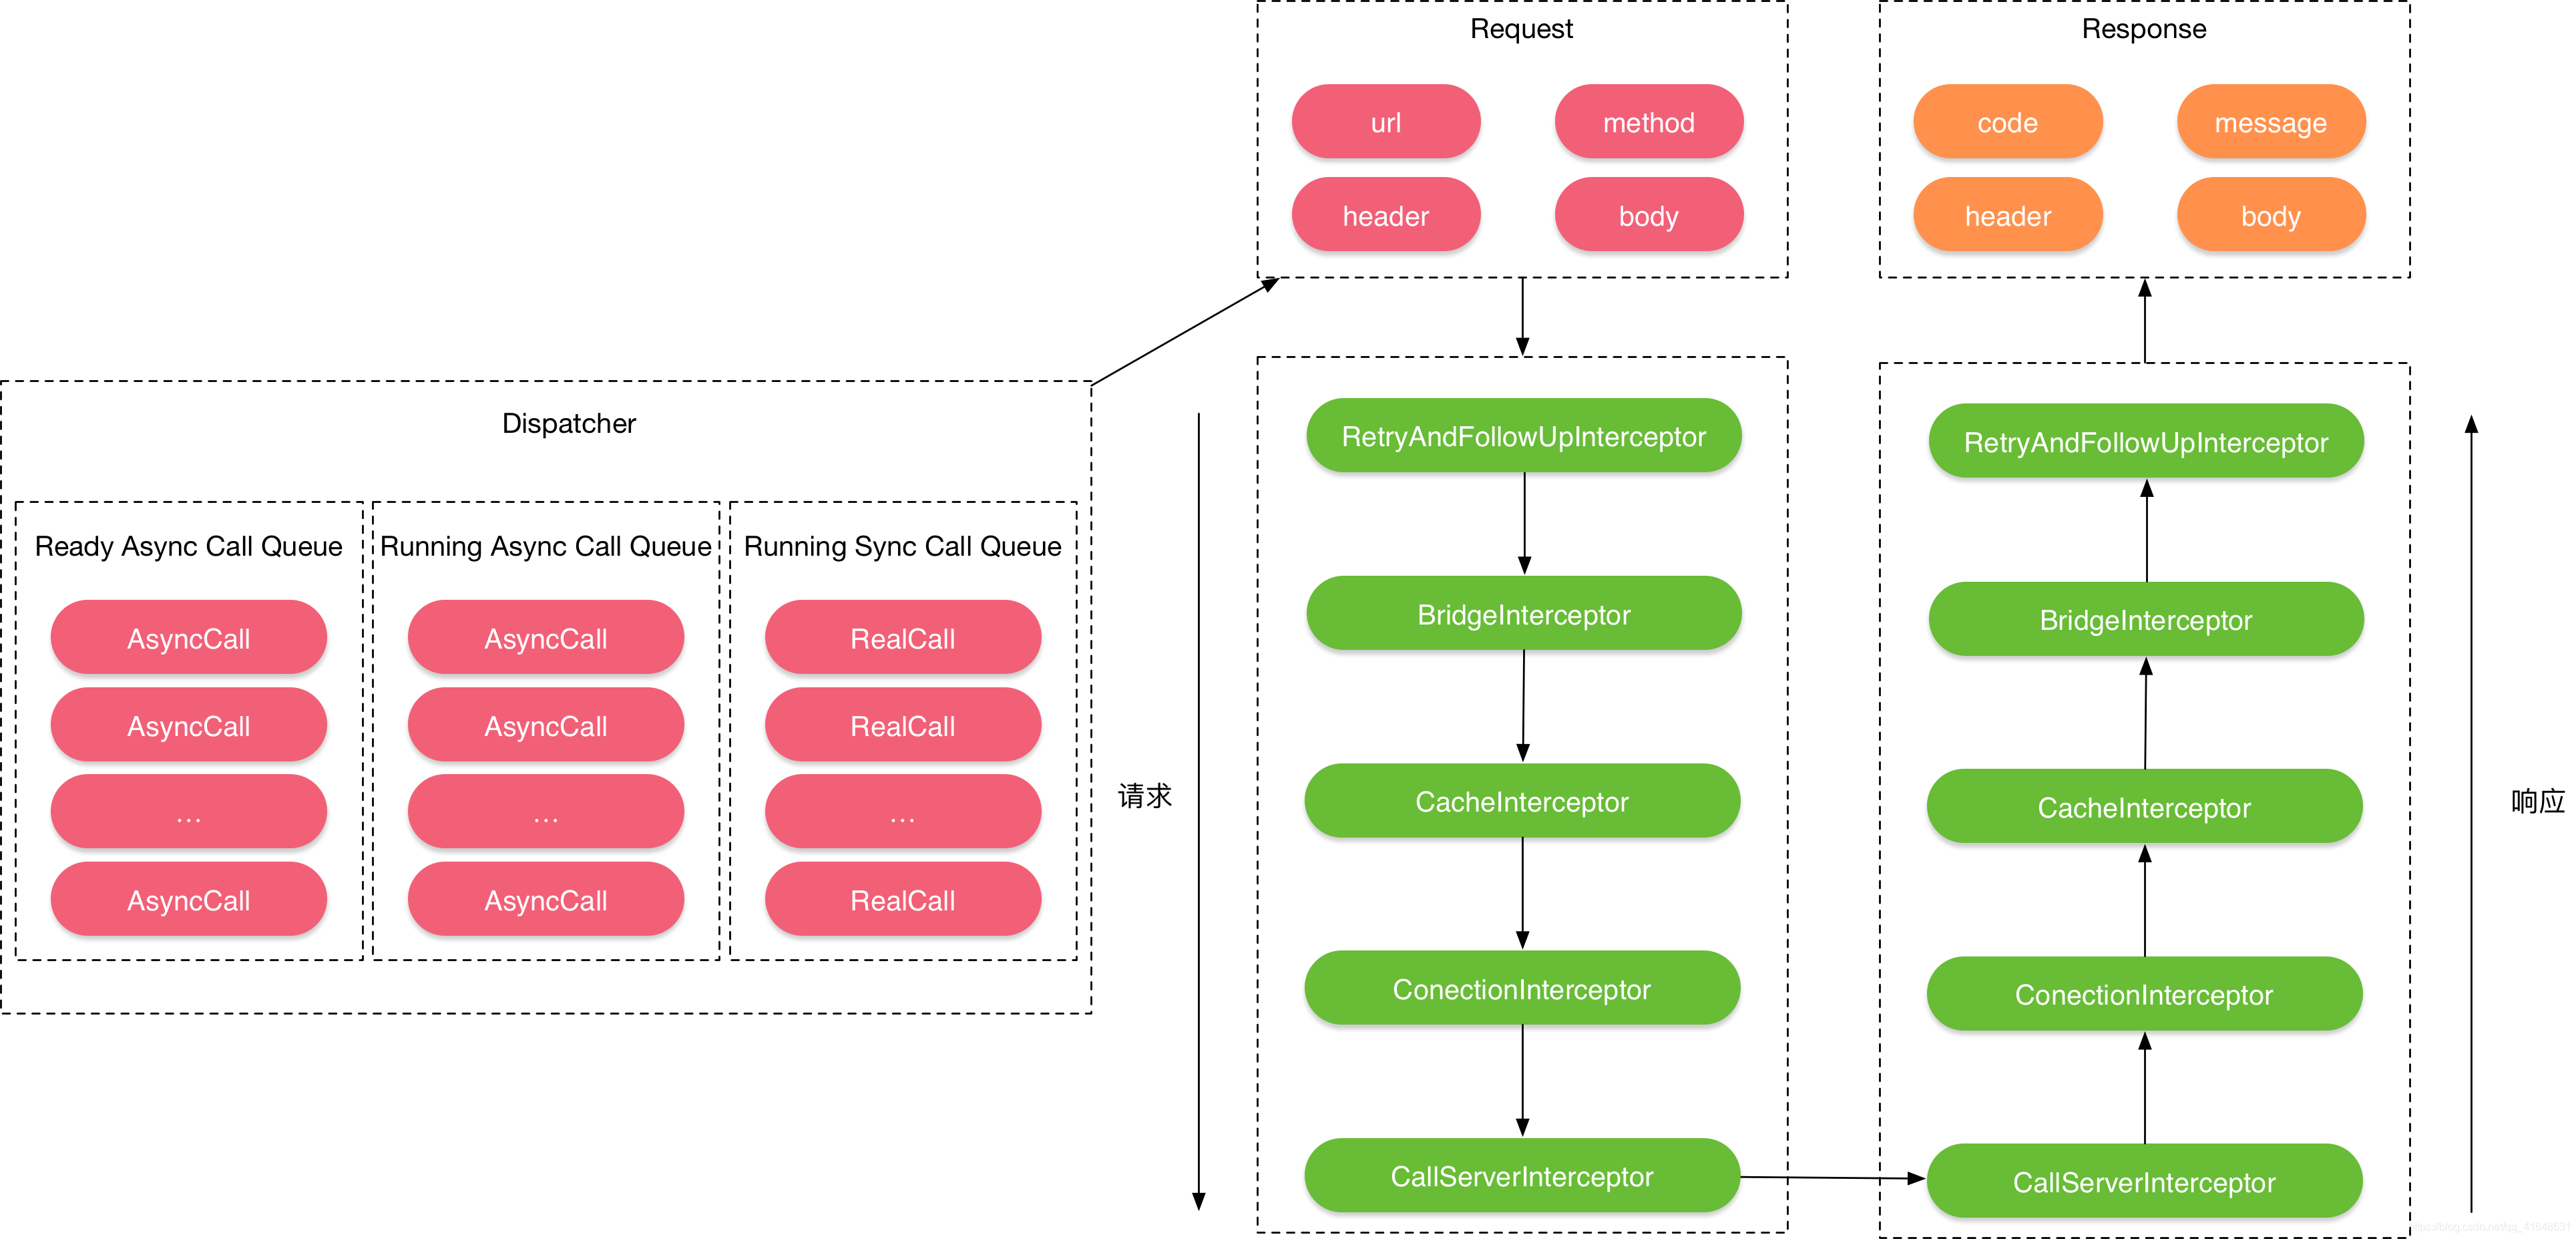 Request
url
method
header
body
Response
code
message
header
body
Dispatcher
Ready Async Call Queue
AsyncCall
AsyncCall
...
AsyncCall
Running Async Call Queue
AsyncCall
AsyncCall
...
AsyncCall
Running Sync Call Queue
RealCall
RealCall
...
RealCall
请求
RetryAndFollowUpInterceptor
BridgeInterceptor
CacheInterceptor
ConectionInterceptor
CallServerInterceptor
RetryAndFollowUpInterceptor
BridgeInterceptor
CacheInterceptor
ConectionInterceptor
CallServerInterceptor
响应